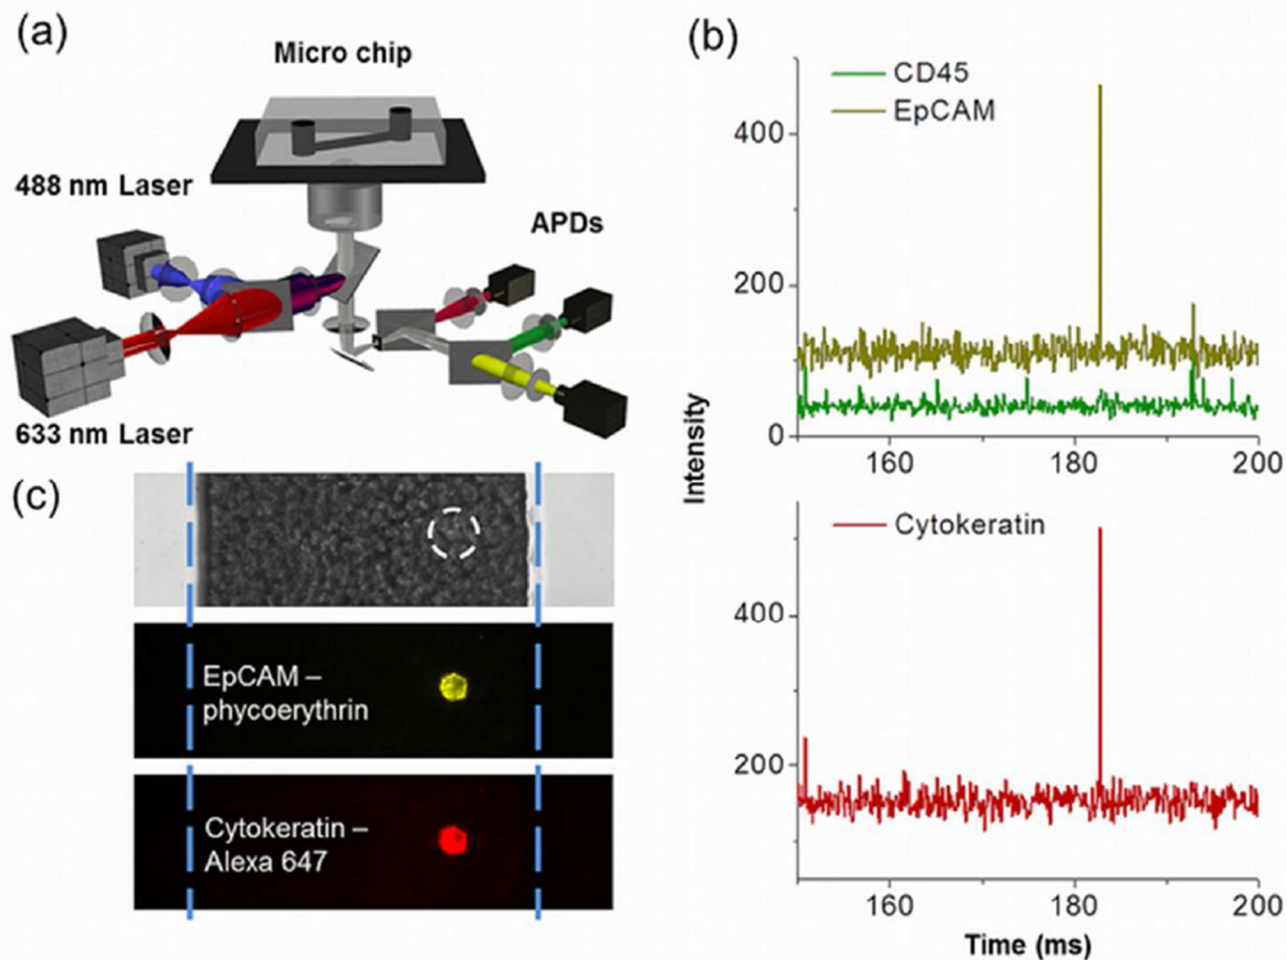 (a)
Micro chip
488 nm Laser
APDs
633 nm Laser
(b)
CD45
EpCAM
400
200
0
160
180
200
Intensity
Cytokeratin
400
200
160
180
200
Time (ms)
(c)
EpCAM –
phycoerythrin
Cytokeratin –
Alexa 647